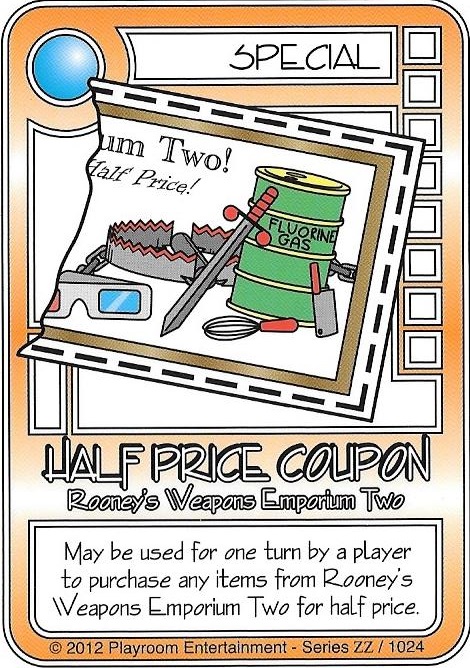 SPECIAL
um Two!
Half Price!
FLUORINE
GAS
HALF PRICE COUPON
Rooney's Weapons Emporium Two
May be used for one turn by a player
to purchase any items from Rooney's
Weapons Emporium Two for half price.
© 2012 Playroom Entertainment - Series ZZ / 1024